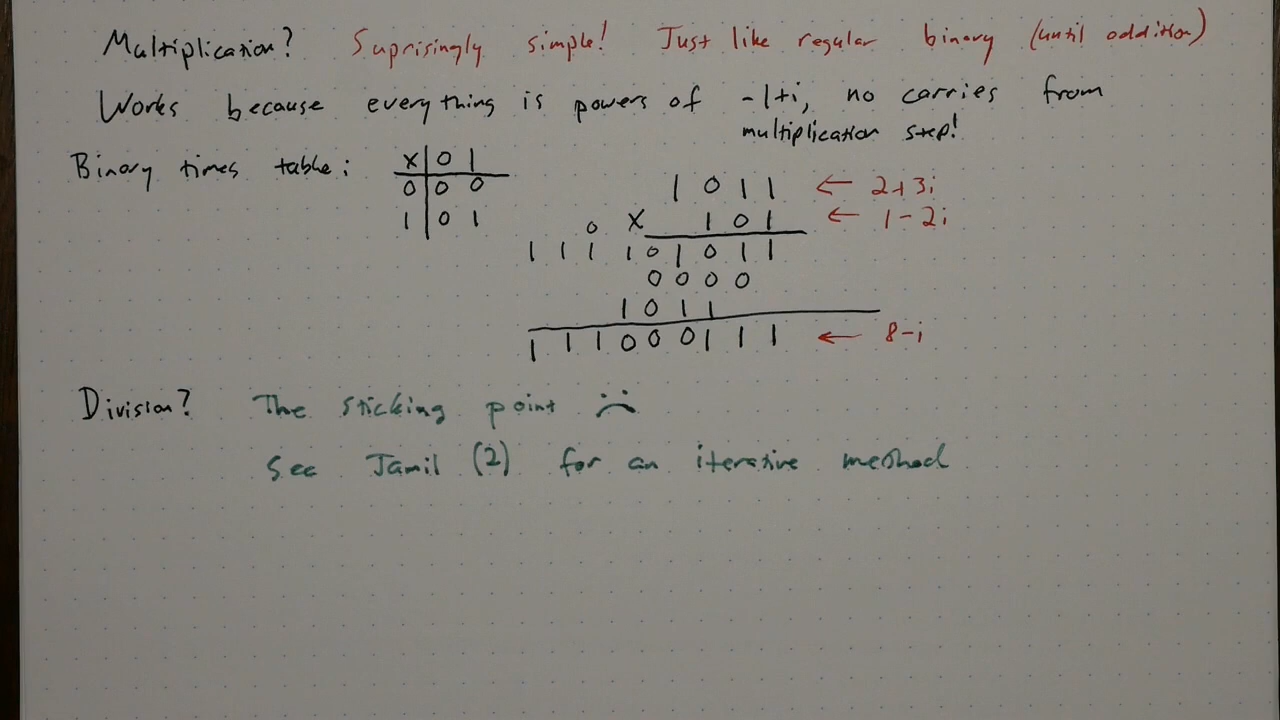 Multiplication? Suprisingly simple! Just like regular binary (until addition)
Works because everything is powers of -1+i, no carries from
multiplication step!
Binary times table:
X 0 1
0 0 0
1 0 1
1 0 1 1 ← 2+3i
0 X 1 0 1 ← 1-2i
1 1 1 1 0 1 0 1 1
0 0 0 0
1 0 1 1
1 1 1 0 0 0 1 1 1 ← 8-i
Division? The sticking point
See Jamil (2) for an iterative method